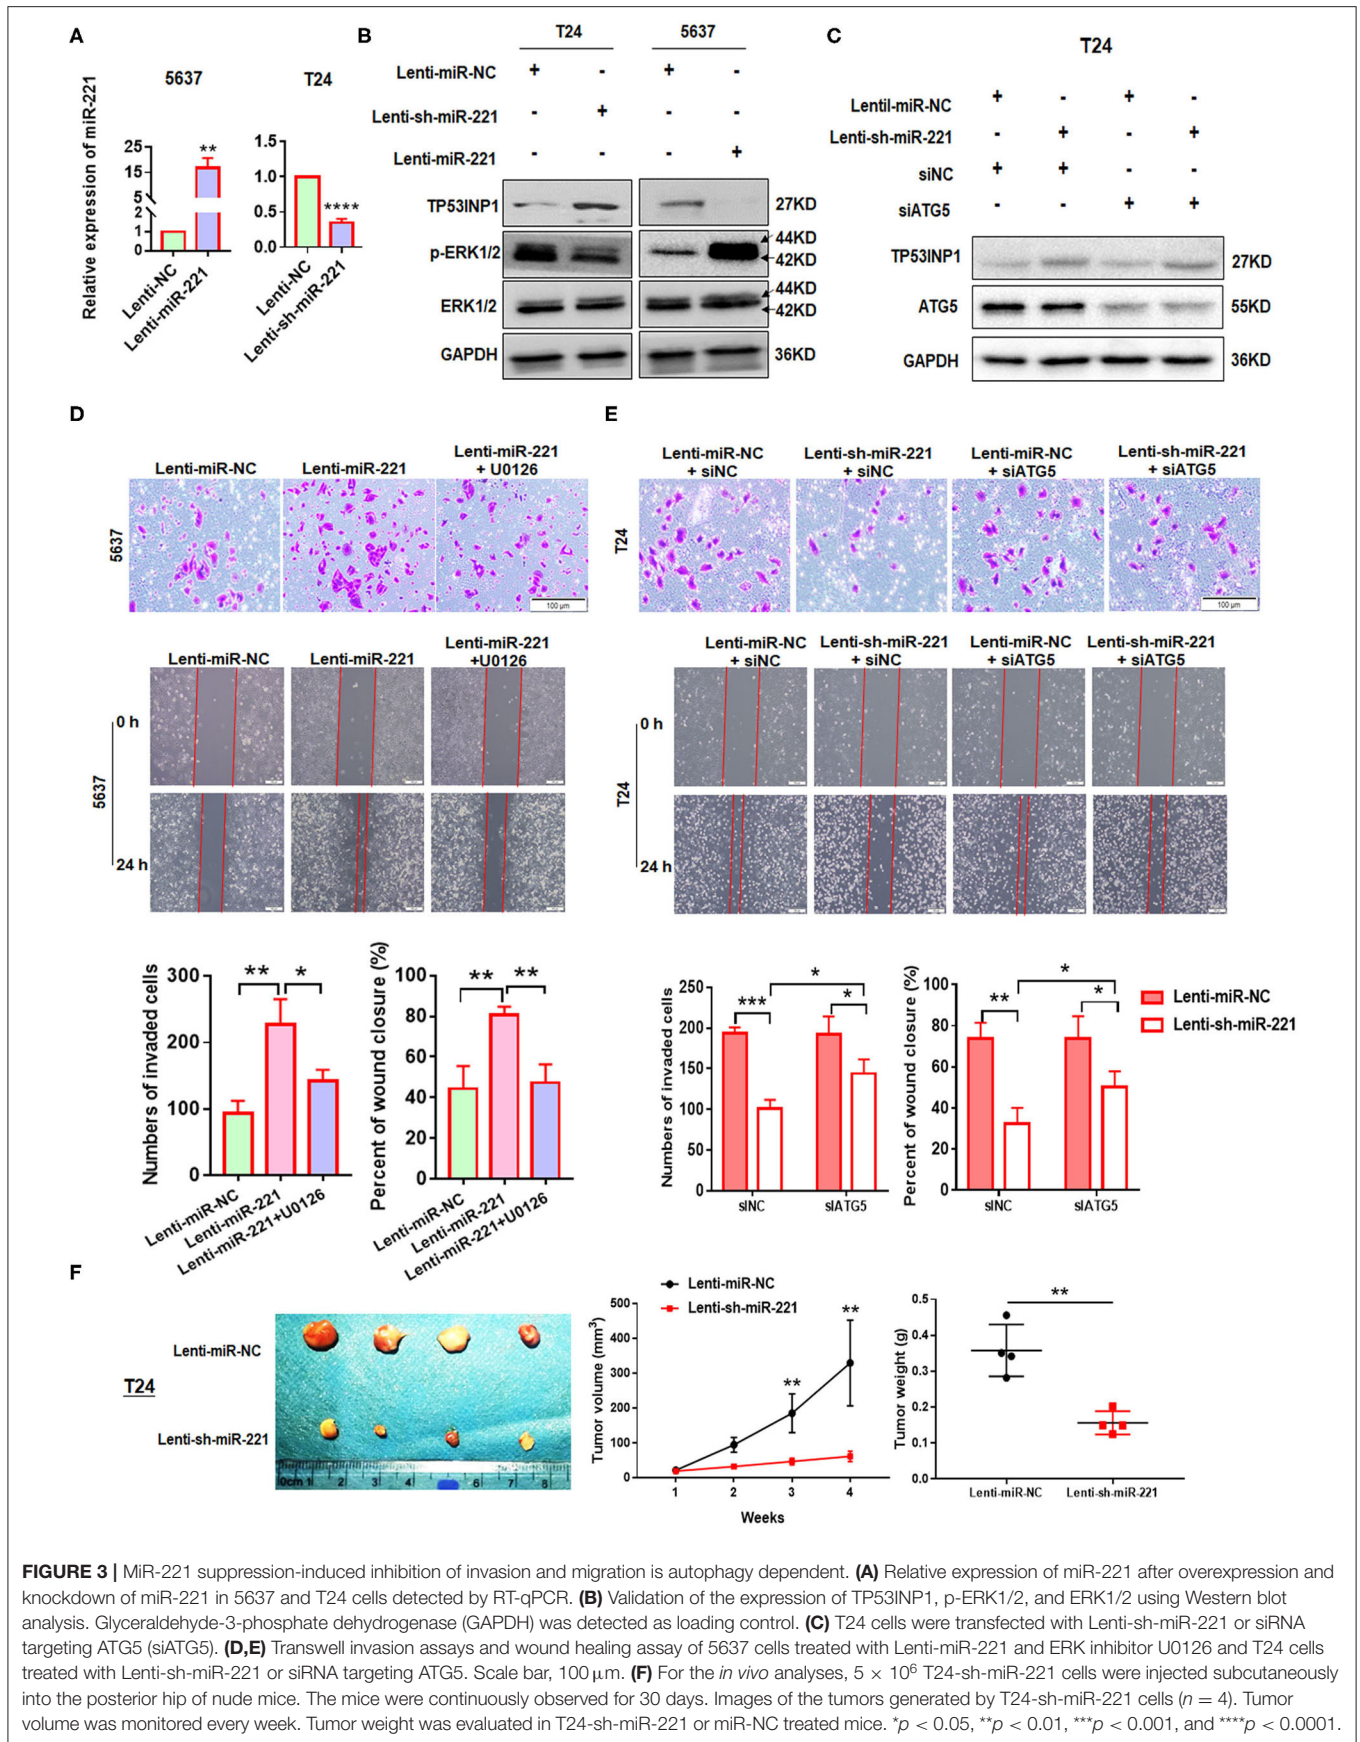 A
B
C
5637
T24
Relative expression of miR-221
25
15
5
2
1
0
**
Lenti-NC
Lenti-miR-221
1.5
1.0
0.5
0.0
****
Lenti-NC
Lenti-sh-miR-221
T24 5637
Lenti-miR-NC + - + -
Lenti-sh-miR-221 - + - -
Lenti-miR-221 - - - +
TP53INP1 27KD
p-ERK1/2 44KD
42KD
ERK1/2 44KD
42KD
GAPDH 36KD
T24
Lentil-miR-NC + - + -
Lenti-sh-miR-221 - + - +
siNC + + - -
siATG5 - - + +
TP53INP1 27KD
ATG5 55KD
GAPDH 36KD
D
Lenti-miR-NC Lenti-miR-221 Lenti-miR-221
+ U0126
5637
100 μm
Lenti-miR-NC Lenti-miR-221 Lenti-miR-221
+U0126
0 h
5637
24 h
Numbers of invaded cells
300
200
100
0
** *
Lenti-miR-NC
Lenti-miR-221
Lenti-miR-221+U0126
Percent of wound closure (%)
100
80
60
40
20
0
** **
Lenti-miR-NC
Lenti-miR-221
Lenti-miR-221+U0126
E
Lenti-miR-NC Lenti-sh-miR-221 Lenti-miR-NC Lenti-sh-miR-221
+ siNC + siNC + siATG5 + siATG5
T24
100 μm
Lenti-miR-NC Lenti-sh-miR-221 Lenti-miR-NC Lenti-sh-miR-221
+ siNC + siNC + siATG5 + siATG5
0 h
T24
24 h
Numbers of invaded cells
250
200
150
100
50
0
*
*** *
siNC siATG5
Percent of wound closure (%)
100
80
60
40
20
0
*
** *
siNC siATG5
Lenti-miR-NC
Lenti-sh-miR-221
F
Lenti-miR-NC
T24
Lenti-sh-miR-221
0cm 1 2 3 4 6 7 8
Lenti-miR-NC
Lenti-sh-miR-221
Tumor volume (mm³)
500
400
300
200
100
0
** **
1 2 3 4
Weeks
Tumor weight (g)
0.5
0.4
0.3
0.2
0.1
0.0
**
Lenti-miR-NC Lenti-sh-miR-221
FIGURE 3 | MiR-221 suppression-induced inhibition of invasion and migration is autophagy dependent. (A) Relative expression of miR-221 after overexpression and
knockdown of miR-221 in 5637 and T24 cells detected by RT-qPCR. (B) Validation of the expression of TP53INP1, p-ERK1/2, and ERK1/2 using Western blot
analysis. Glyceraldehyde-3-phosphate dehydrogenase (GAPDH) was detected as loading control. (C) T24 cells were transfected with Lenti-sh-miR-221 or siRNA
targeting ATG5 (siATG5). (D,E) Transwell invasion assays and wound healing assay of 5637 cells treated with Lenti-miR-221 and ERK inhibitor U0126 and T24 cells
treated with Lenti-sh-miR-221 or siRNA targeting ATG5. Scale bar, 100 μm. (F) For the in vivo analyses, 5 × 10⁶ T24-sh-miR-221 cells were injected subcutaneously
into the posterior hip of nude mice. The mice were continuously observed for 30 days. Images of the tumors generated by T24-sh-miR-221 cells (n = 4). Tumor
volume was monitored every week. Tumor weight was evaluated in T24-sh-miR-221 or miR-NC treated mice. *p < 0.05, **p < 0.01, ***p < 0.001, and ****p < 0.0001.